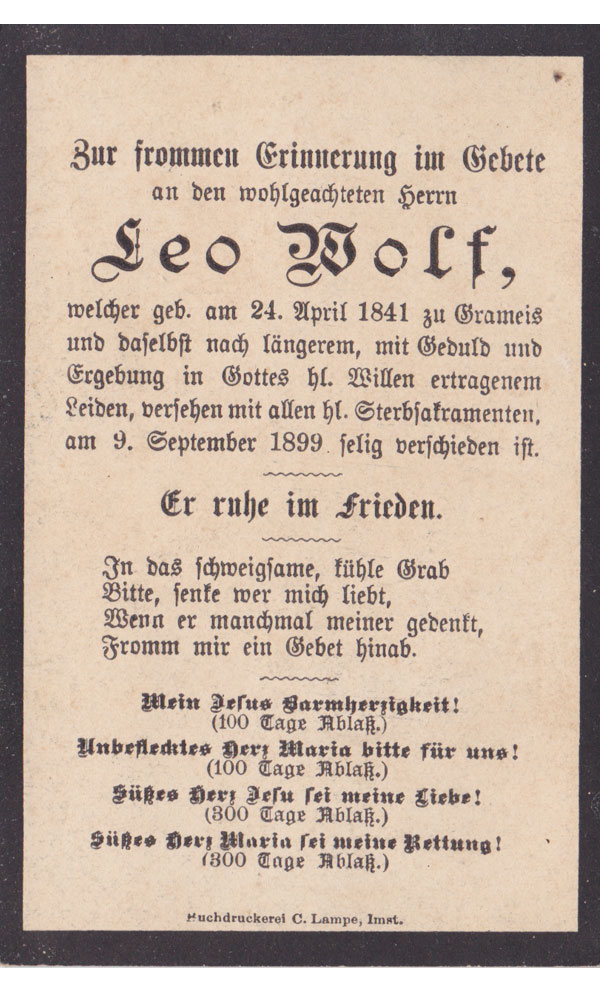 Zur frommen Erinnerung im Gebete
an den wohlgeachteten Herrn
Leo Wolf,
welcher geb. am 24. April 1841 zu Grameis
und daselbst nach längerem, mit Geduld und
Ergebung in Gottes hl. Willen ertragenem
Leiden, versehen mit allen hl. Sterbsakramenten,
am 9. September 1899 selig verschieden ist.
Er ruhe im Frieden.
In das schweigsame, kühle Grab
Bitte, senke wer mich liebt,
Wenn er manchmal meiner gedenkt,
Fromm mir ein Gebet hinab.
Mein Jesus Barmherzigkeit!
(100 Tage Ablaß.)
Unbeflecktes Herz Maria bitte für uns!
(100 Tage Ablaß.)
Süßes Herz Jesu sei meine Liebe!
(300 Tage Ablaß.)
Süßes Herz Maria sei meine Rettung!
(300 Tage Ablaß.)
Buchdruckerei C. Lampe, Imst.